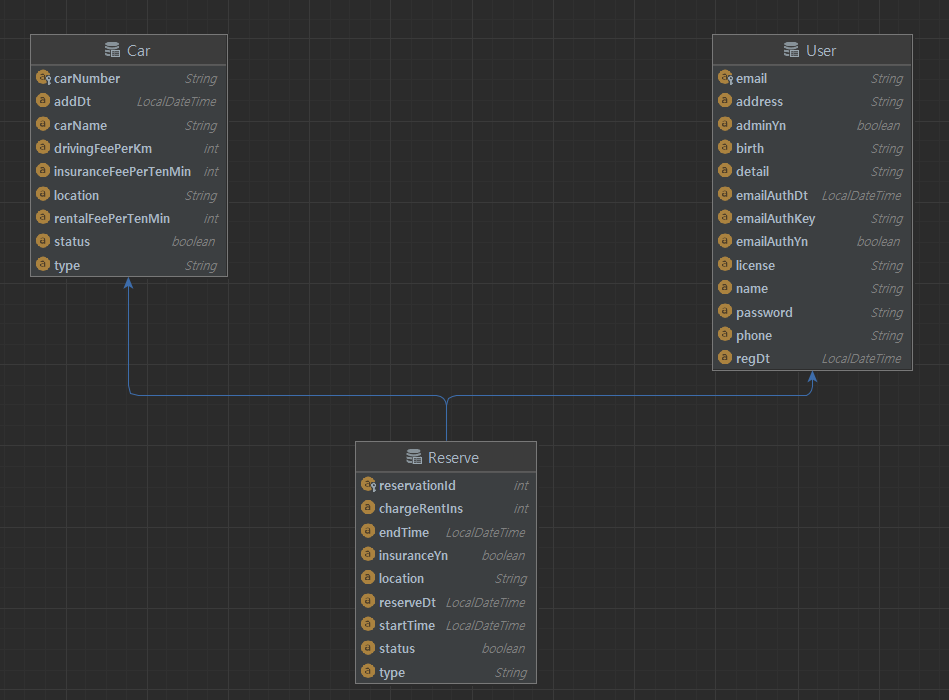 Car
carNumber String
addDt LocalDateTime
carName String
drivingFeePerKm int
insuranceFeePerTenMin int
location String
rentalFeePerTenMin int
status boolean
type String
User
email String
address String
adminYn boolean
birth String
detail String
emailAuthDt LocalDateTime
emailAuthKey String
emailAuthYn boolean
license String
name String
password String
phone String
regDt LocalDateTime
Reserve
reservationId int
chargeRentIns int
endTime LocalDateTime
insuranceYn boolean
location String
reserveDt LocalDateTime
startTime LocalDateTime
status boolean
type String